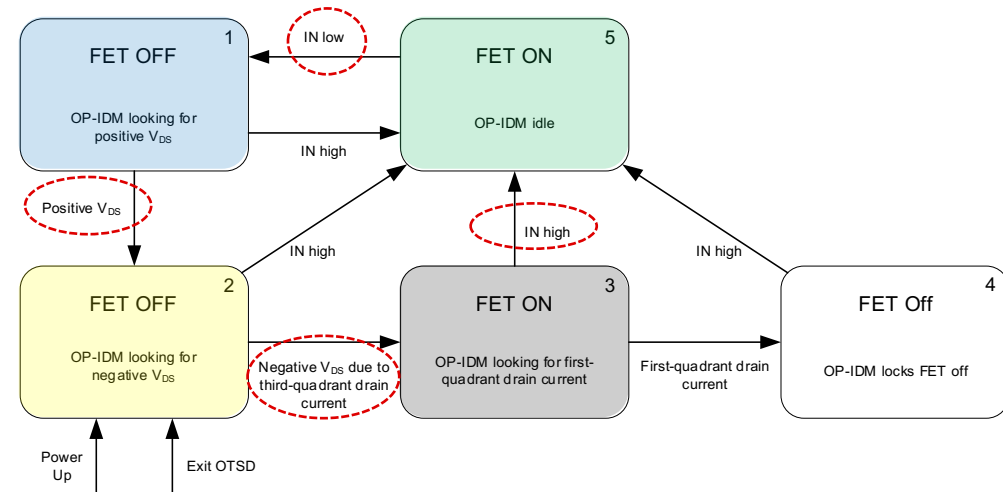 1
FET OFF
OP-IDM looking for
positive VDS
IN low
5
FET ON
OP-IDM idle
IN high
Positive VDS
IN high
IN high
IN high
2
FET OFF
OP-IDM looking for
negative VDS
Negative VDS due to
third-quadrant drain
current
3
FET ON
OP-IDM looking for first-
quadrant drain current
First-quadrant drain
current
4
FET Off
OP-IDM locks FET off
Power
Up
Exit OTSD